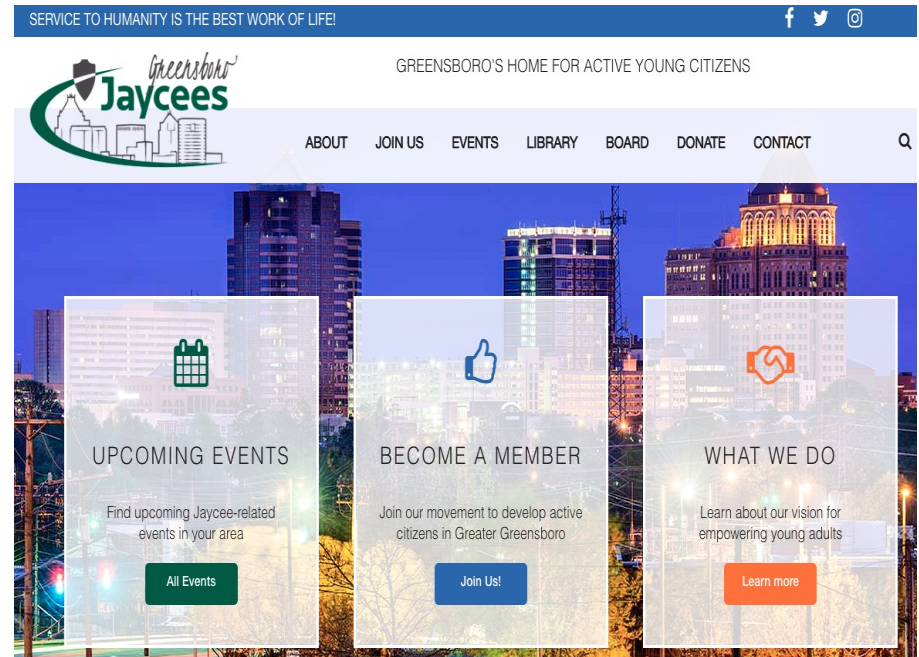 SERVICE TO HUMANITY IS THE BEST WORK OF LIFE!
Greensboro
Jaycees
GREENSBORO'S HOME FOR ACTIVE YOUNG CITIZENS
ABOUT JOIN US EVENTS LIBRARY BOARD DONATE CONTACT
UPCOMING EVENTS
Find upcoming Jaycee-related
events in your area
All Events
BECOME A MEMBER
Join our movement to develop active
citizens in Greater Greensboro
Join Us!
WHAT WE DO
Learn about our vision for
empowering young adults
Learn more